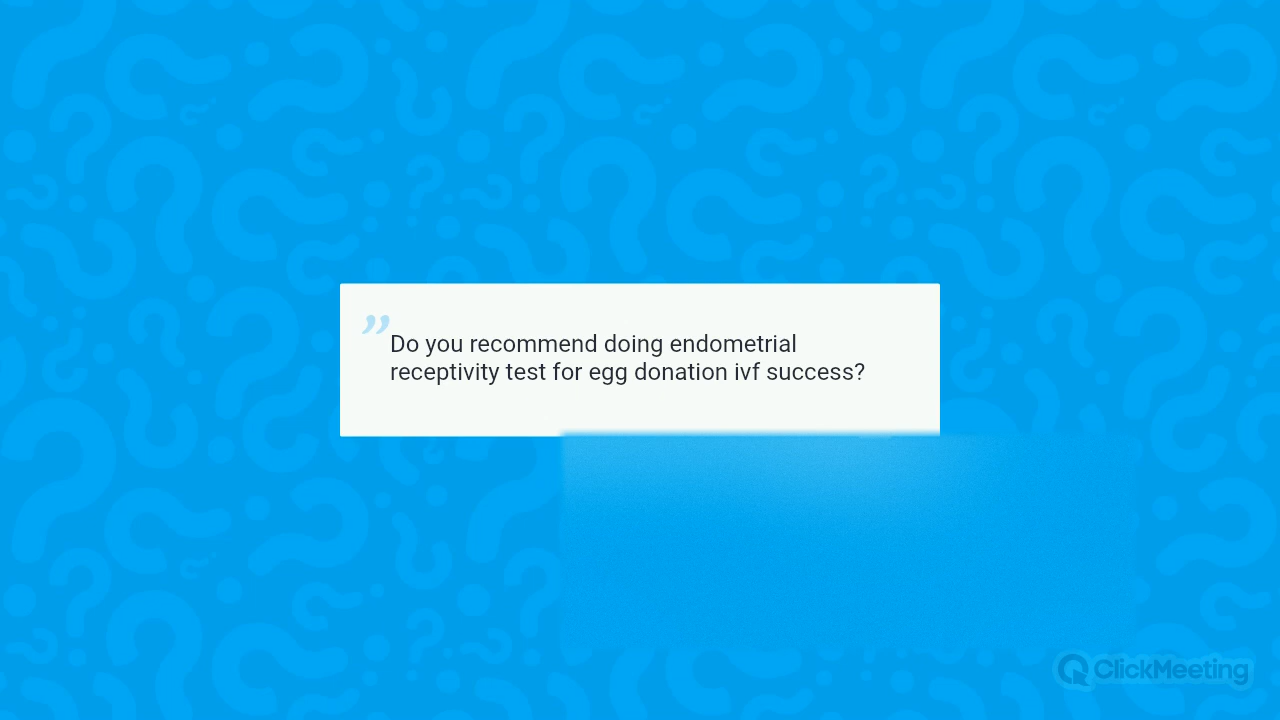 ”
Do you recommend doing endometrial
receptivity test for egg donation ivf success?
ClickMeeting